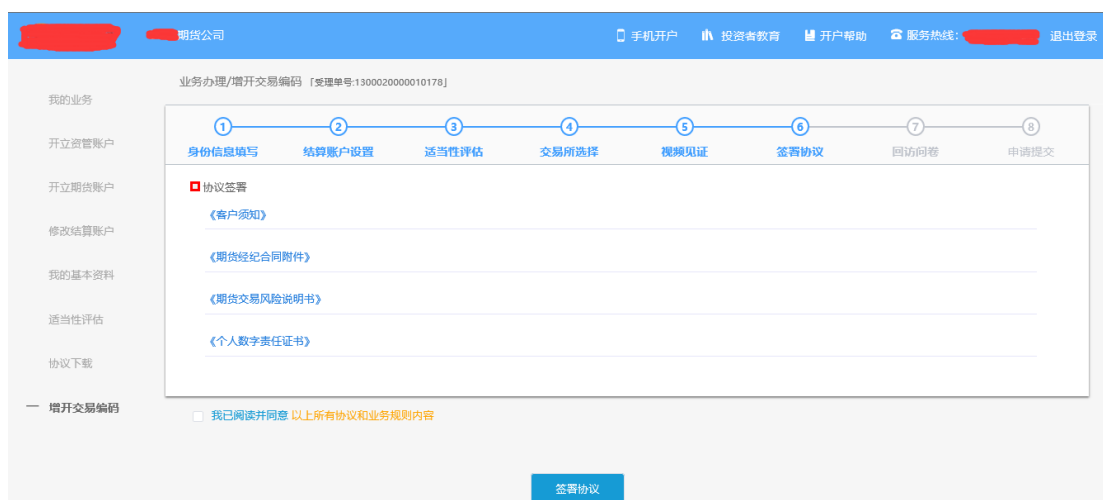 期货公司 手机开户 投资者教育 开户帮助 服务热线: 退出登录
业务办理/增开交易编码 「受理单号:1300020000010178」
我的业务
开立资管账户
开立期货账户
修改结算账户
我的基本资料
适当性评估
协议下载
一 增开交易编码
1 2 3 4 5 6 7 8
身份信息填写 结算账户设置 适当性评估 交易所选择 视频见证 签署协议 回访问卷 申请提交
协议签署
《客户须知》
《期货经纪合同附件》
《期货交易风险说明书》
《个人数字责任证书》
我已阅读并同意 以上所有协议和业务规则内容
签署协议